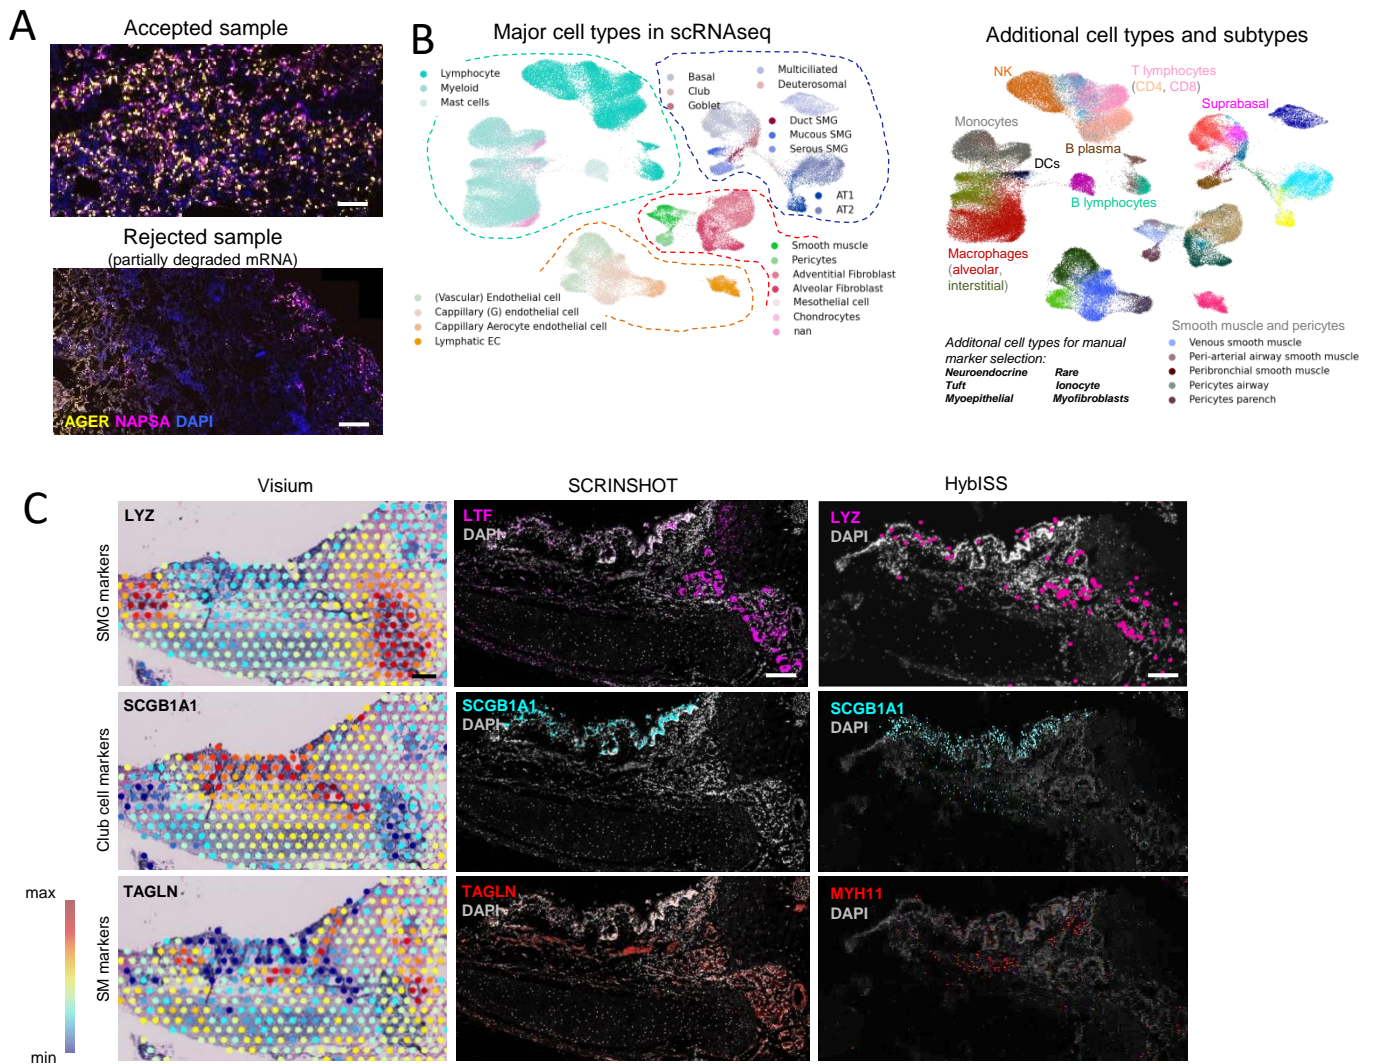 A
Accepted sample
Rejected sample
(partially degraded mRNA)
AGER NAPSA DAPI
B
Major cell types in scRNAseq
Lymphocyte
Myeloid
Mast cells
Basal
Club
Goblet
Multiciliated
Deuterosomal
Duct SMG
Mucous SMG
Serous SMG
AT1
AT2
(Vascular) Endothelial cell
Cappillary (G) endothelial cell
Cappillary Aerocyte endothelial cell
Lymphatic EC
Smooth muscle
Pericytes
Adventitial Fibroblast
Alveolar Fibroblast
Mesothelial cell
Chondrocytes
nan
Additional cell types and subtypes
NK
T lymphocytes
(CD4, CD8)
Suprabasal
Monocytes
B plasma
DCs
B lymphocytes
Macrophages
(alveolar,
interstitial)
Additonal cell types for manual
marker selection:
Neuroendocrine Rare
Tuft Ionocyte
Myoepithelial Myofibroblasts
Smooth muscle and pericytes
Venous smooth muscle
Peri-arterial airway smooth muscle
Peribronchial smooth muscle
Pericytes airway
Pericytes parench
C
Visium
SCRINSHOT
HybISS
SMG markers
LYZ
LTF
DAPI
LYZ
DAPI
Club cell markers
SCGB1A1
SCGB1A1
DAPI
SCGB1A1
DAPI
SM markers
TAGLN
TAGLN
DAPI
MYH11
DAPI
max
min